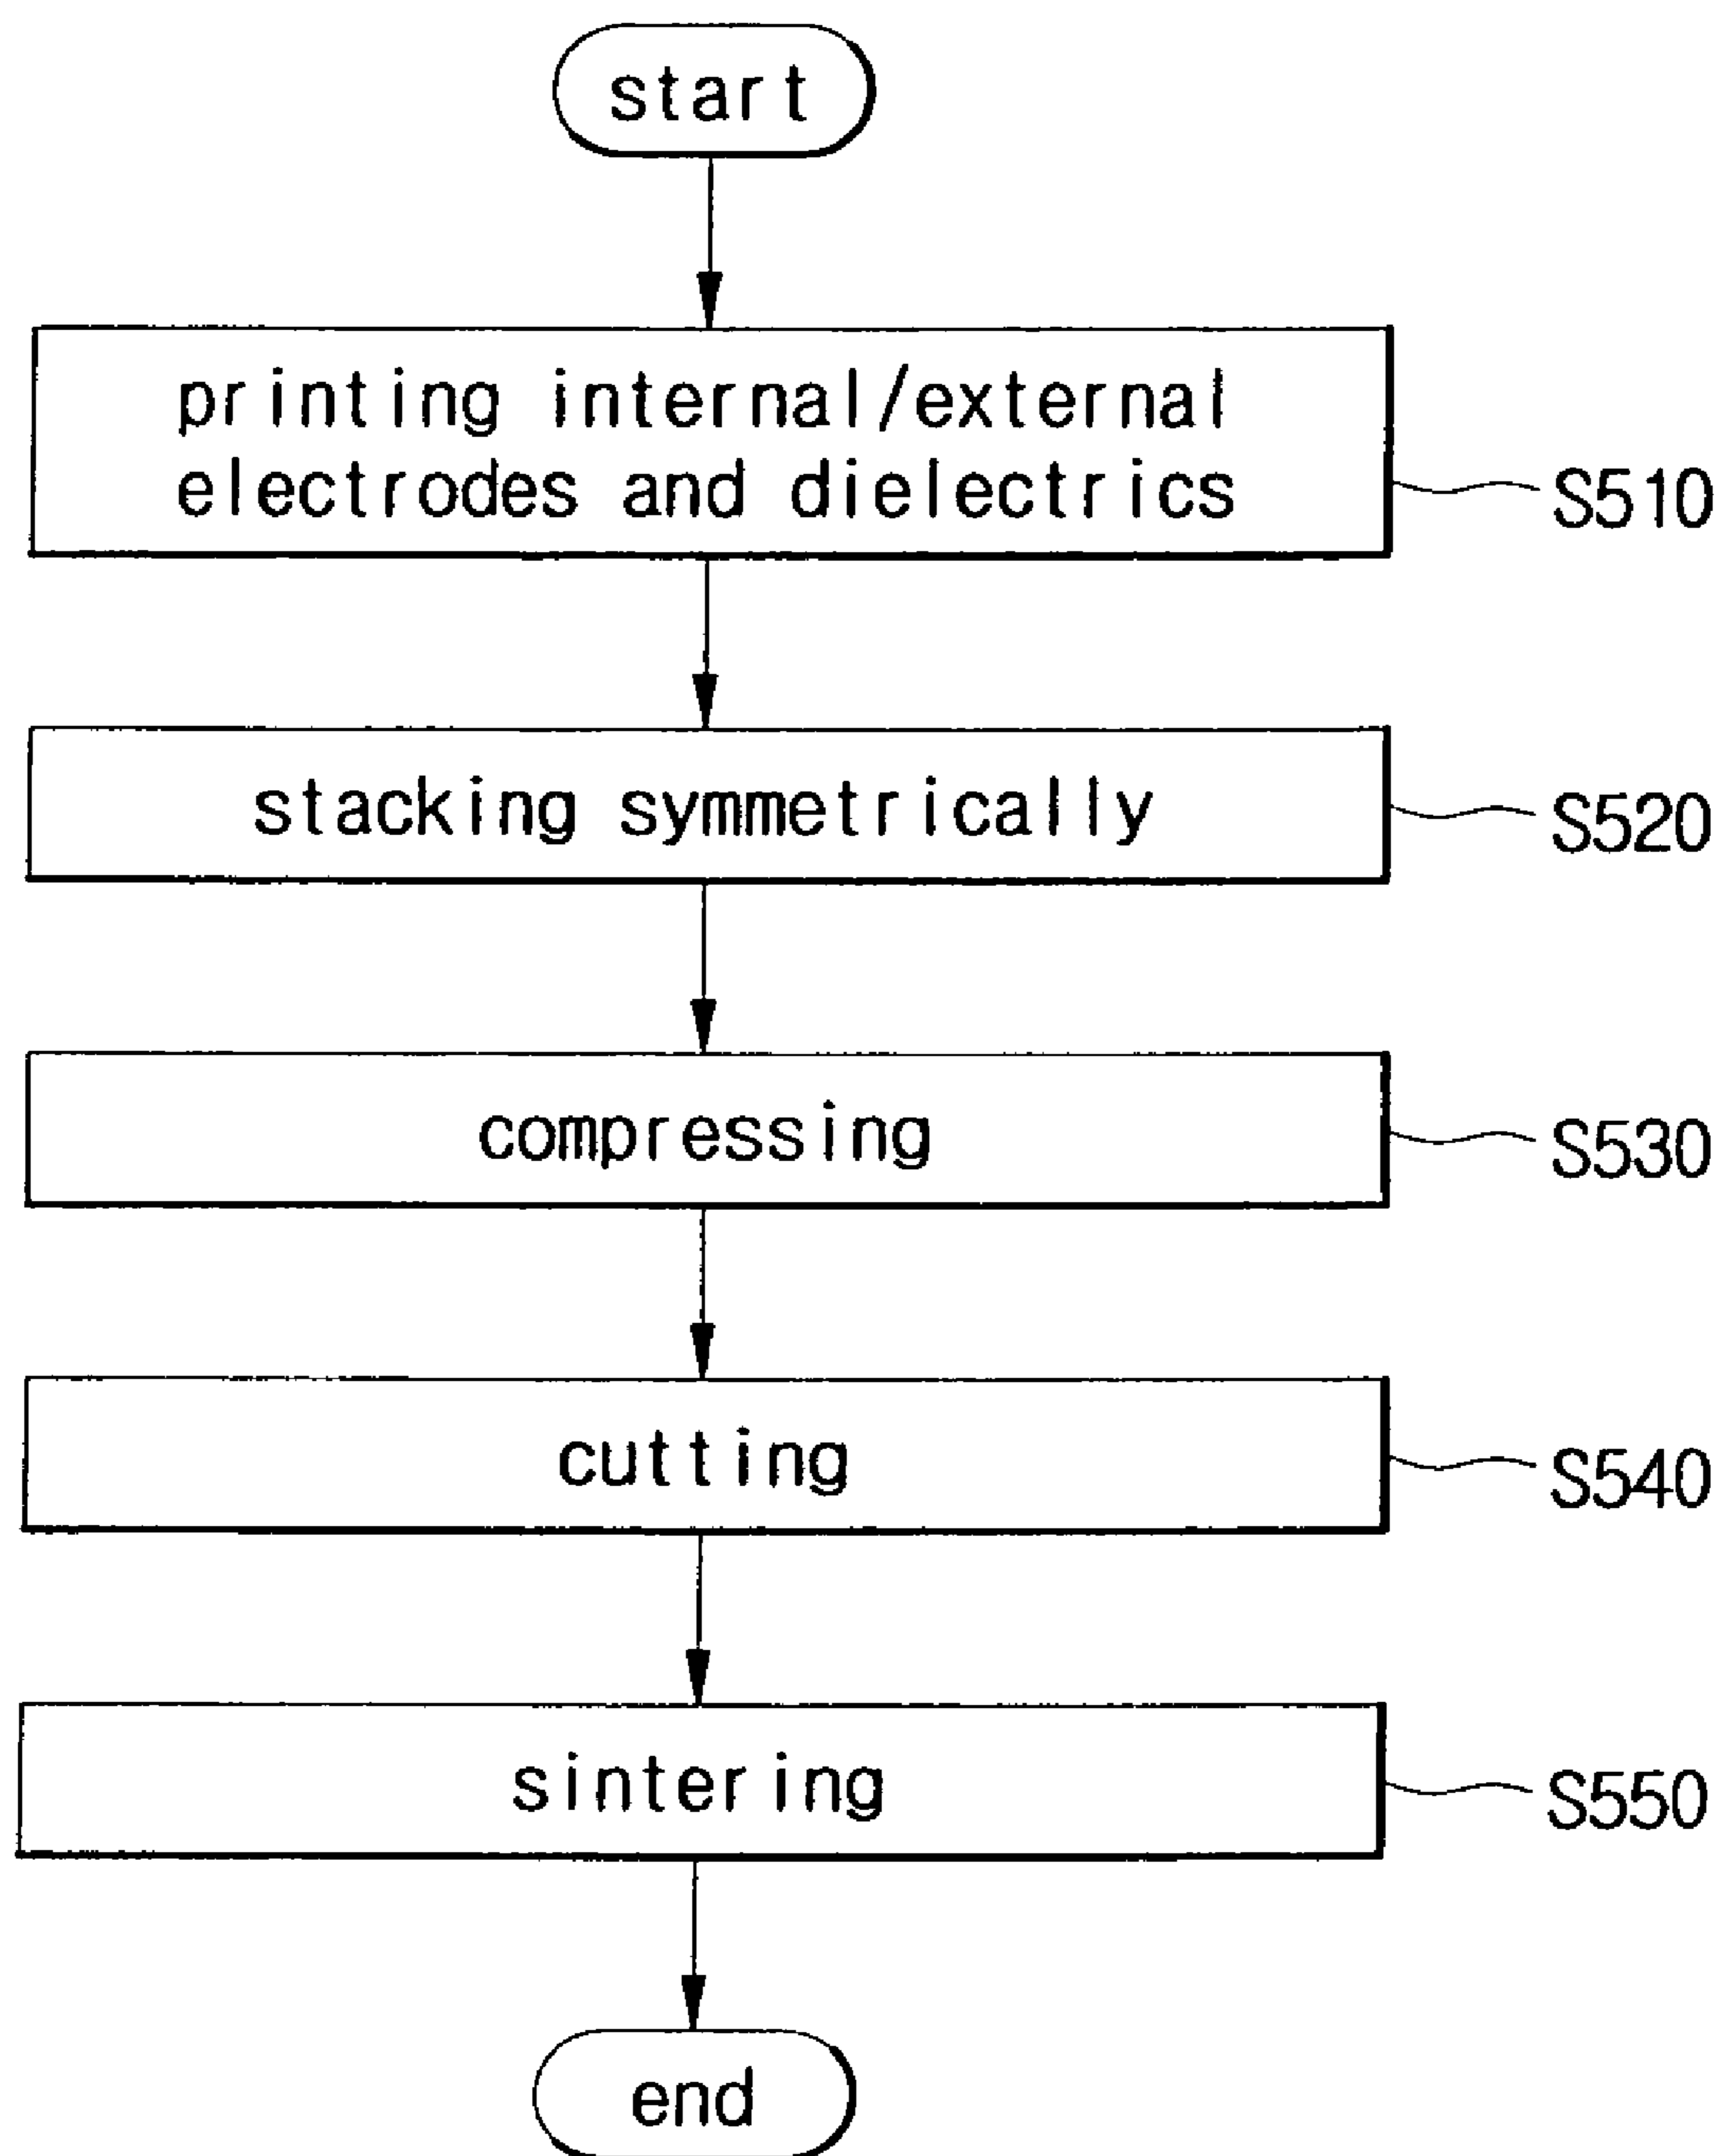 start
printing internal/external
electrodes and dielectrics
S510
stacking symmetrically
S520
compressing
S530
cutting
S540
sintering
S550
end